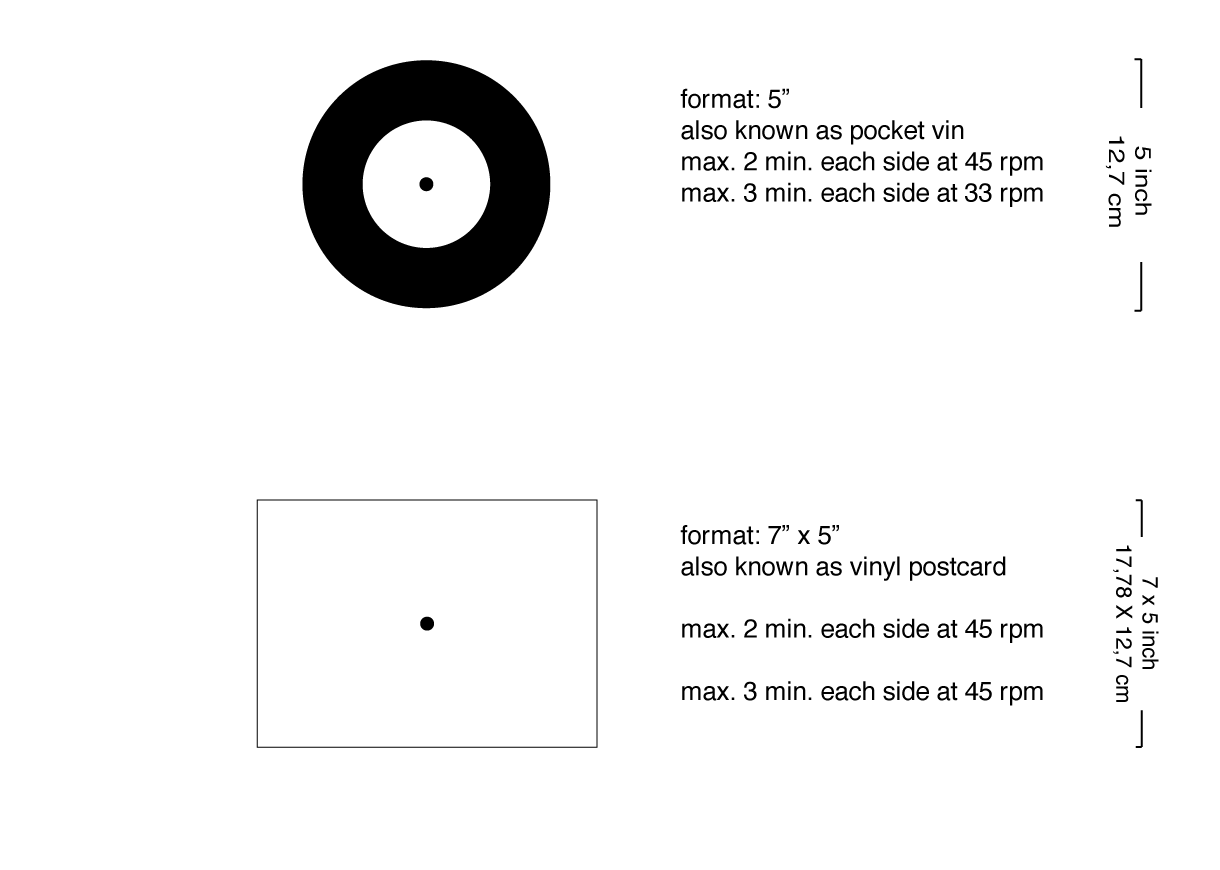 format: 5”
also known as pocket vin
max. 2 min. each side at 45 rpm
max. 3 min. each side at 33 rpm
5 inch
12,7 cm
format: 7” x 5”
also known as vinyl postcard
max. 2 min. each side at 45 rpm
max. 3 min. each side at 45 rpm
7 x 5 inch
17,78 X 12,7 cm